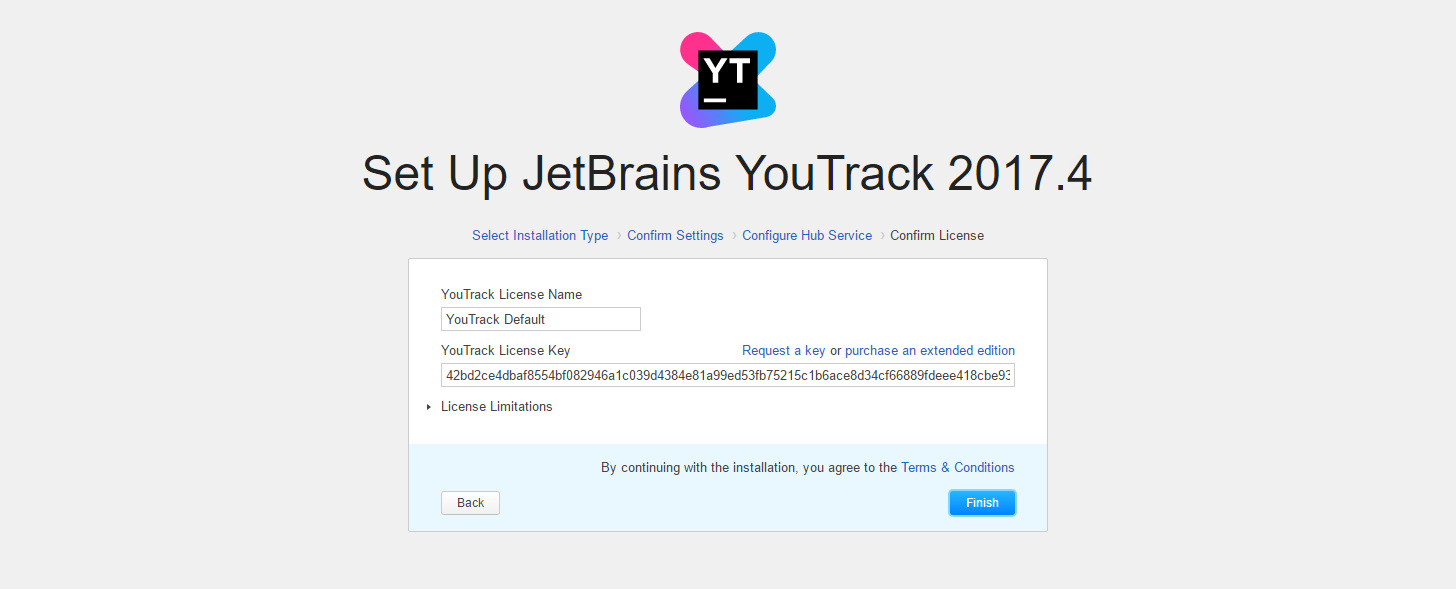 YT
Set Up JetBrains YouTrack 2017.4
Select Installation Type › Confirm Settings › Configure Hub Service › Confirm License
YouTrack License Name
YouTrack Default
YouTrack License Key Request a key or purchase an extended edition
42bd2ce4dbaf8554bf082946a1c039d4384e81a99ed53fb75215c1b6ace8d34cf66889fdeee418cbe93
License Limitations
By continuing with the installation, you agree to the Terms & Conditions
Back Finish